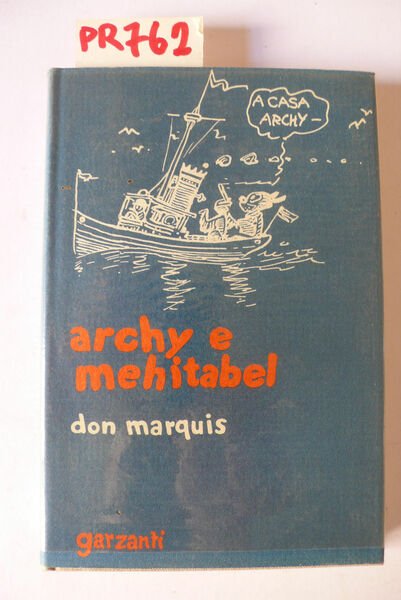 PR762
A CASA
ARCHY –
archy e
mehitabel
don marquis
garzanti